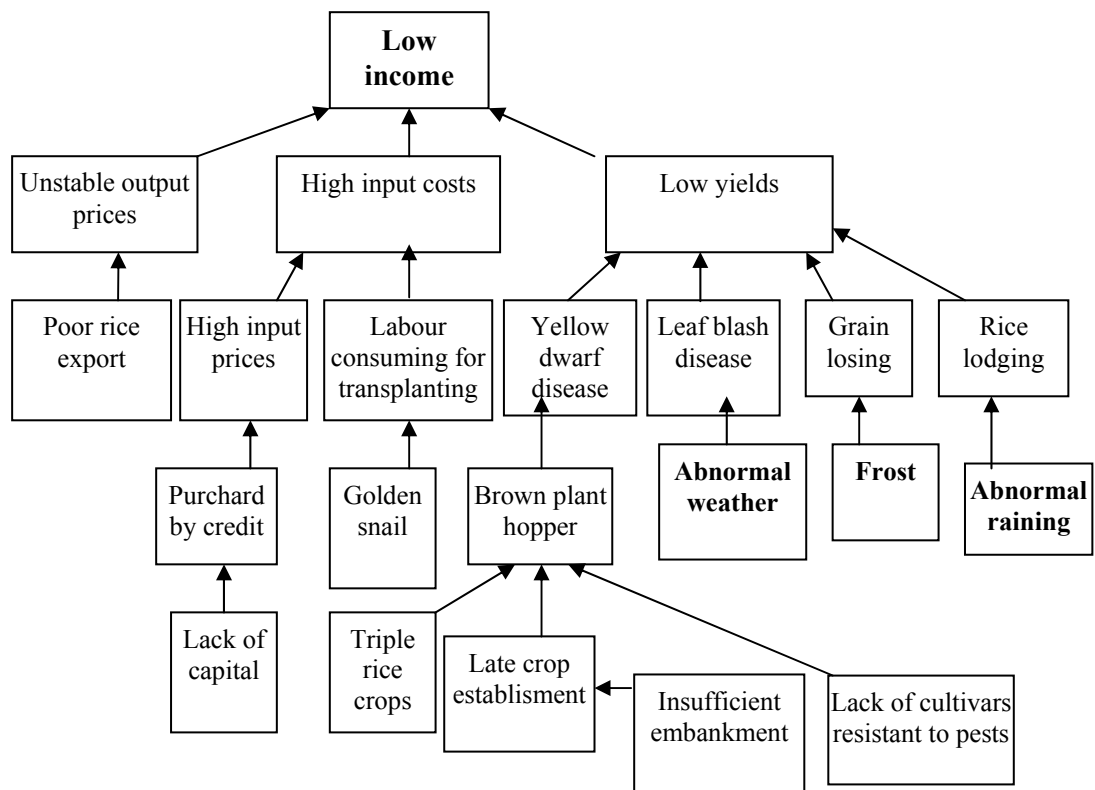 Low
income
Unstable output
prices
High input costs
Low yields
Poor rice
export
High input
prices
Labour
consuming for
transplanting
Yellow
dwarf
disease
Leaf blash
disease
Grain
losing
Rice
lodging
Purchard
by credit
Golden
snail
Brown plant
hopper
Abnormal
weather
Frost
Abnormal
raining
Lack of
capital
Triple
rice
crops
Late crop
establisment
Insufficient
embankment
Lack of cultivars
resistant to pests